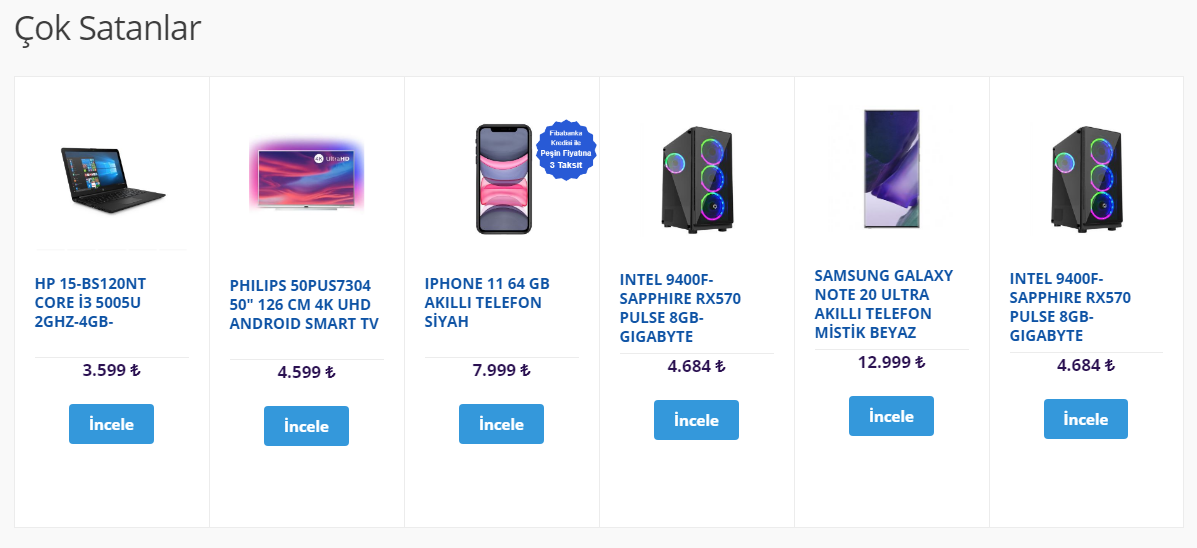 Çok Satanlar
4K UltraHD
Fibabanka
Kredisi ile
Peşin Fiyatına
3 Taksit
HP 15-BS120NT
CORE İ3 5005U
2GHZ-4GB-
3.599 ₺
İncele
PHILIPS 50PUS7304
50" 126 CM 4K UHD
ANDROID SMART TV
4.599 ₺
İncele
IPHONE 11 64 GB
AKILLI TELEFON
SİYAH
7.999 ₺
İncele
INTEL 9400F-
SAPPHIRE RX570
PULSE 8GB-
GIGABYTE
4.684 ₺
İncele
SAMSUNG GALAXY
NOTE 20 ULTRA
AKILLI TELEFON
MİSTİK BEYAZ
12.999 ₺
İncele
INTEL 9400F-
SAPPHIRE RX570
PULSE 8GB-
GIGABYTE
4.684 ₺
İncele